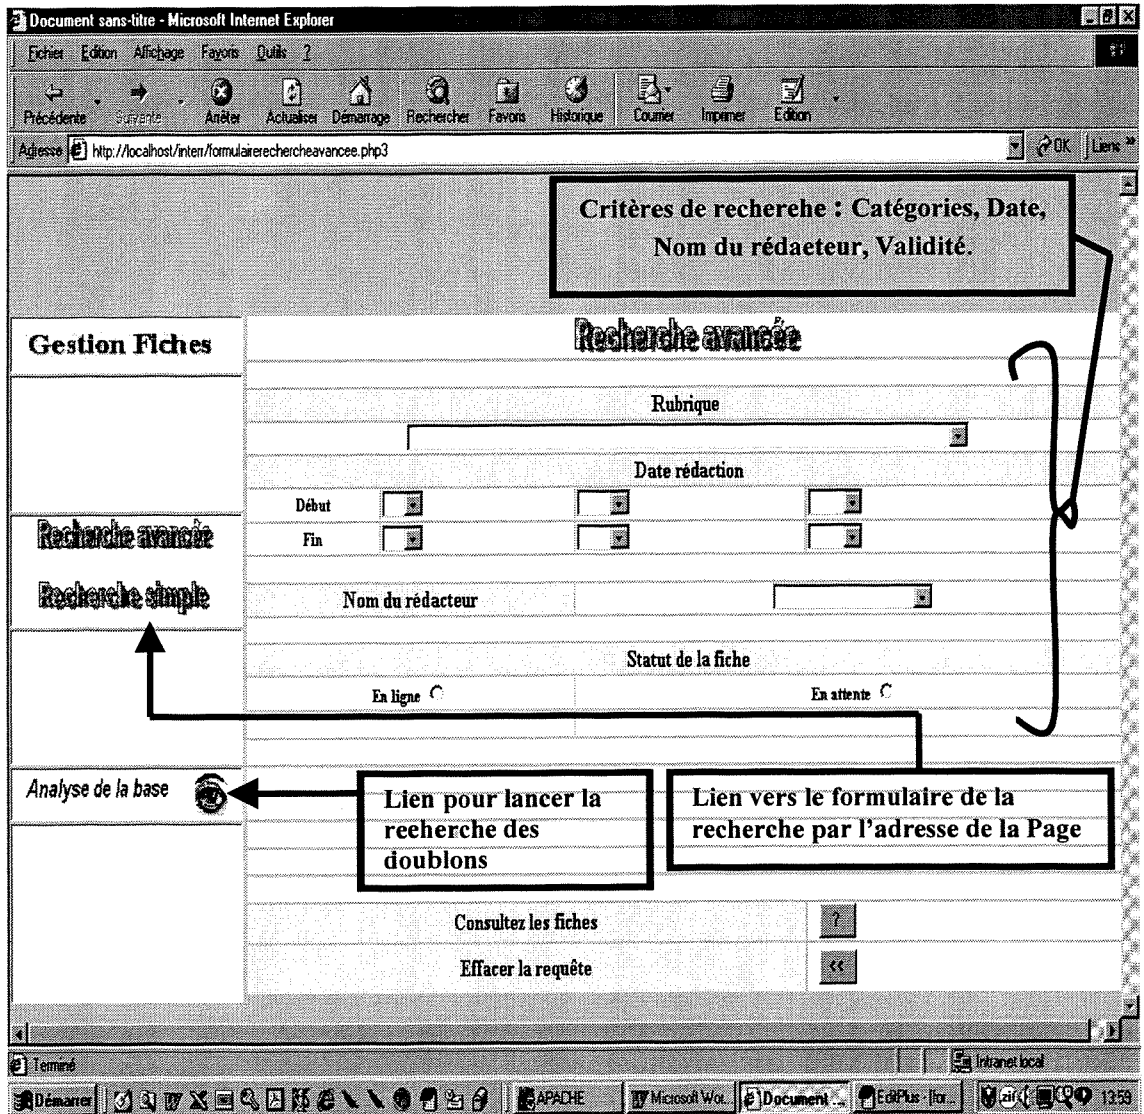 Document sans-titre - Microsoft Internet Explorer
Fichier Edition Affichage Favoris Outils ?
Précédente Suivante Arrêter Actualiser Démarrage Rechercher Favoris Historique Courrier Imprimer Edition
Adresse http://localhost/interr/formulairerechercheavancee.php3 OK Liens »
Critères de recherehe : Catégories, Date,
Nom du rédaeteur, Validité.
Gestion Fiches
Recherche avancée
Rubrique
Date rédaction
Début
Fin
Recherche avancée
Recherche simple
Nom du rédacteur
Statut de la fiche
En ligne En attente
Analyse de la base
Lien pour lancer la
reeherche des
doublons
Lien vers le formulaire de la
recherche par l'adresse de la Page
Consultez les fiches ?
Effacer la requête <<
Terminé Intranet local
Démarrer APACHE Microsoft Wor... Document ... EditPlus - [for... 13:59